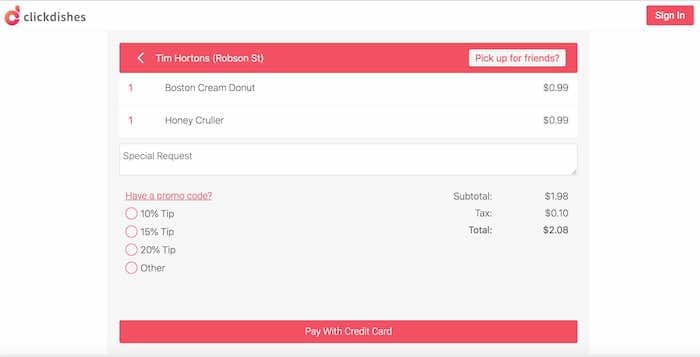 clickdishes
Sign In
Tim Hortons (Robson St)
Pick up for friends?
1 Boston Cream Donut $0.99
1 Honey Cruller $0.99
Special Request
Have a promo code?
10% Tip
15% Tip
20% Tip
Other
Subtotal: $1.98
Tax: $0.10
Total: $2.08
Pay With Credit Card